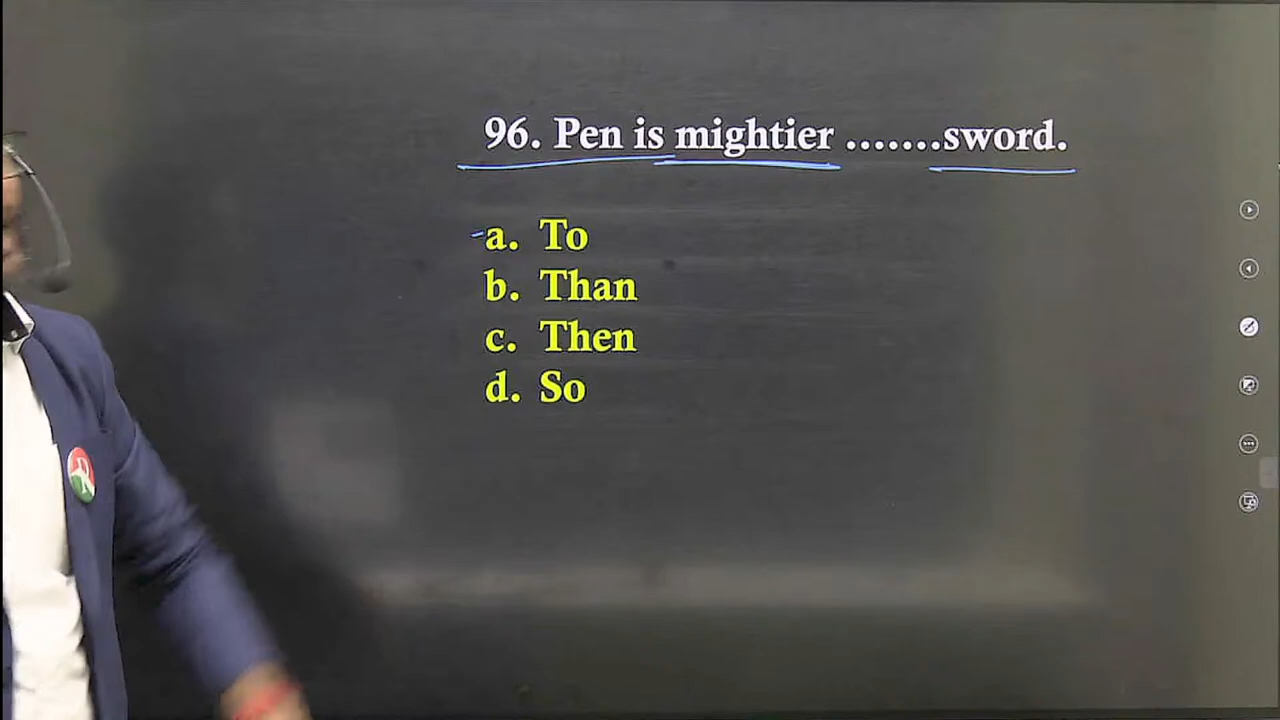 96. Pen is mightier .......sword.
a. To
b. Than
c. Then
d. So